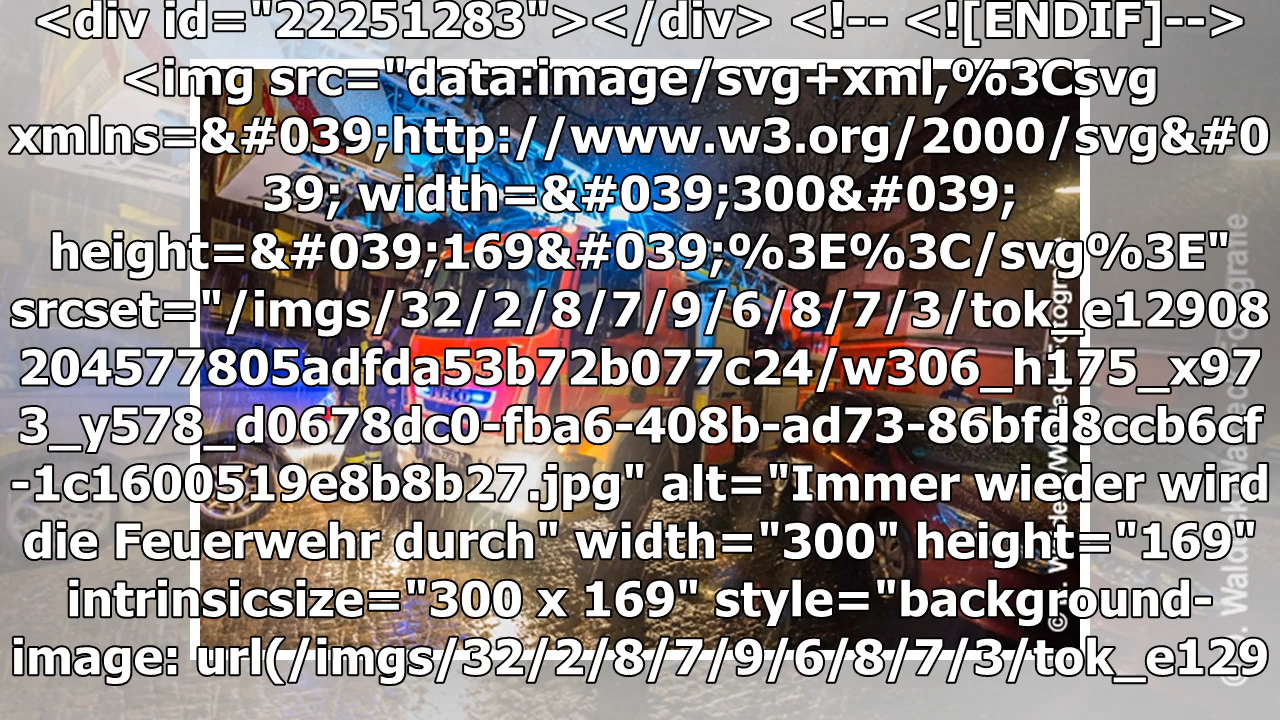 <div id="22251283"></div> <!-- <![ENDIF]-->
<img src="data:image/svg+xml,%3Csvg
xmlns=&#039;http://www.w3.org/2000/svg&#0
39; width=&#039;300&#039;
height=&#039;169&#039;%3E%3C/svg%3E"
srcset="/imgs/32/2/8/7/9/6/8/7/3/tok_e12908
204577805adfda53b72b077c24/w306_h175_x97
3_y578_d0678dc0-fba6-408b-ad73-86bfd8ccb6cf
-1c1600519e8b8b27.jpg" alt="Immer wieder wird
die Feuerwehr durch" width="300" height="169"
intrinsicsize="300 x 169" style="background-
image: url(/imgs/32/2/8/7/9/6/8/7/3/tok_e129
IVECO